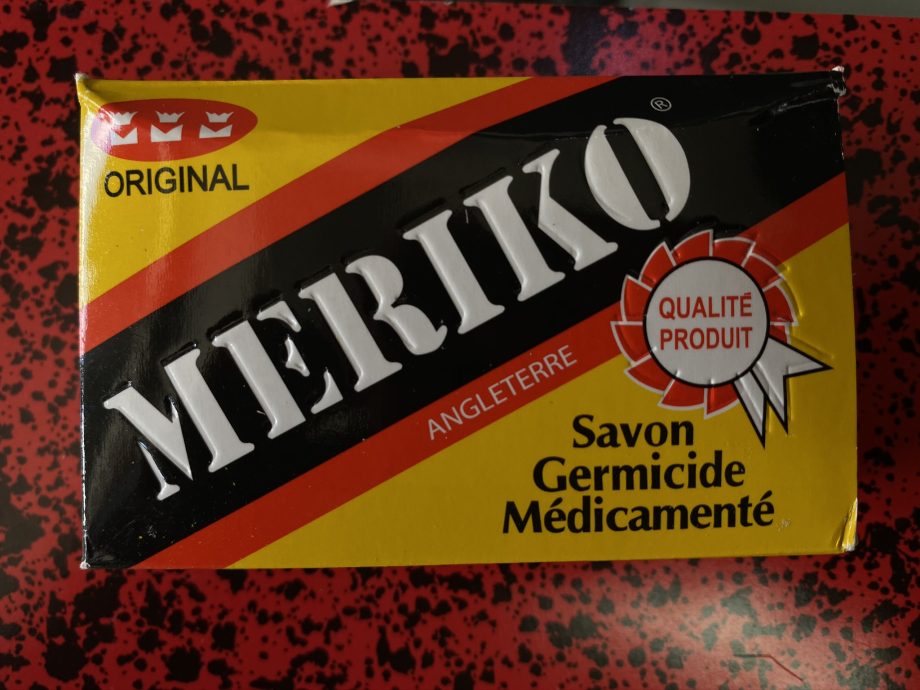 ORIGINAL
MERIKO®
ANGLETERRE
QUALITÉ
PRODUIT
Savon
Germicide
Médicamenté